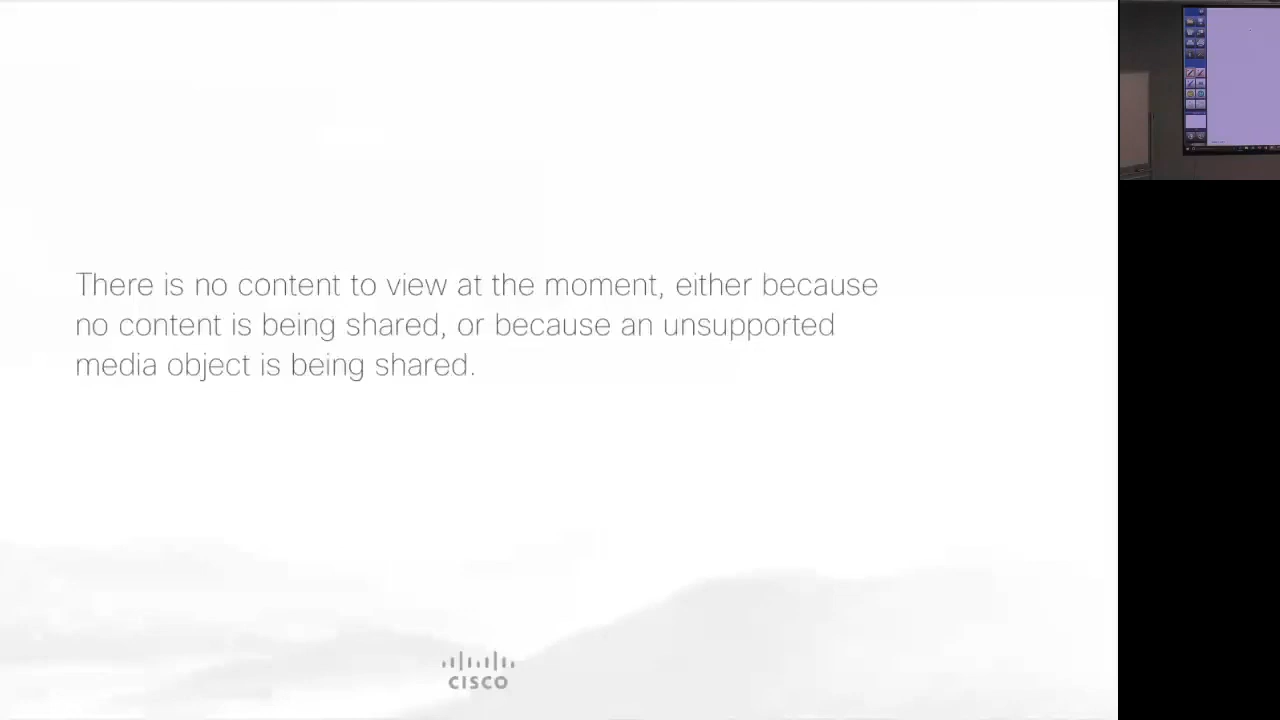 There is no content to view at the moment, either because
no content is being shared, or because an unsupported
media object is being shared.
CISCO